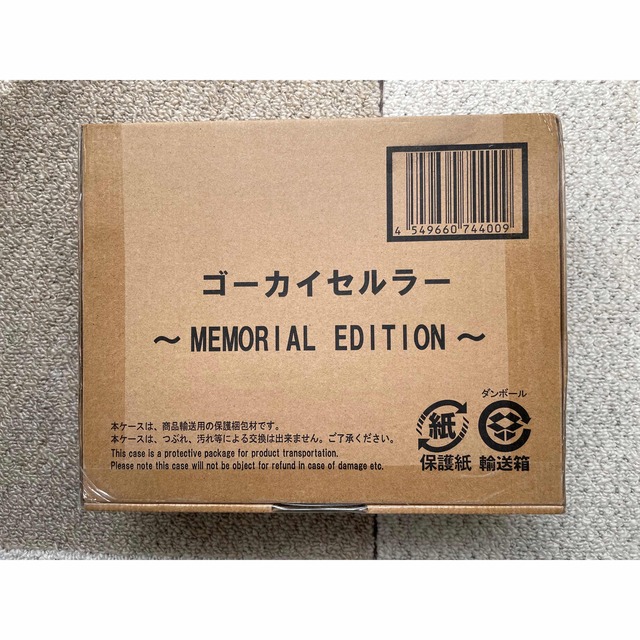 4 549660 744009
ゴーカイセルラー
～ MEMORIAL EDITION ～
ダンボール
本ケースは、商品輸送用の保護梱包材です。
本ケースは、つぶれ、汚れ等による交換は出来ません。ご了承ください。
This case is a protective package for product transportation.
Please note this case will not be object for refund in case of damage etc.
紙
保護紙 輸送箱